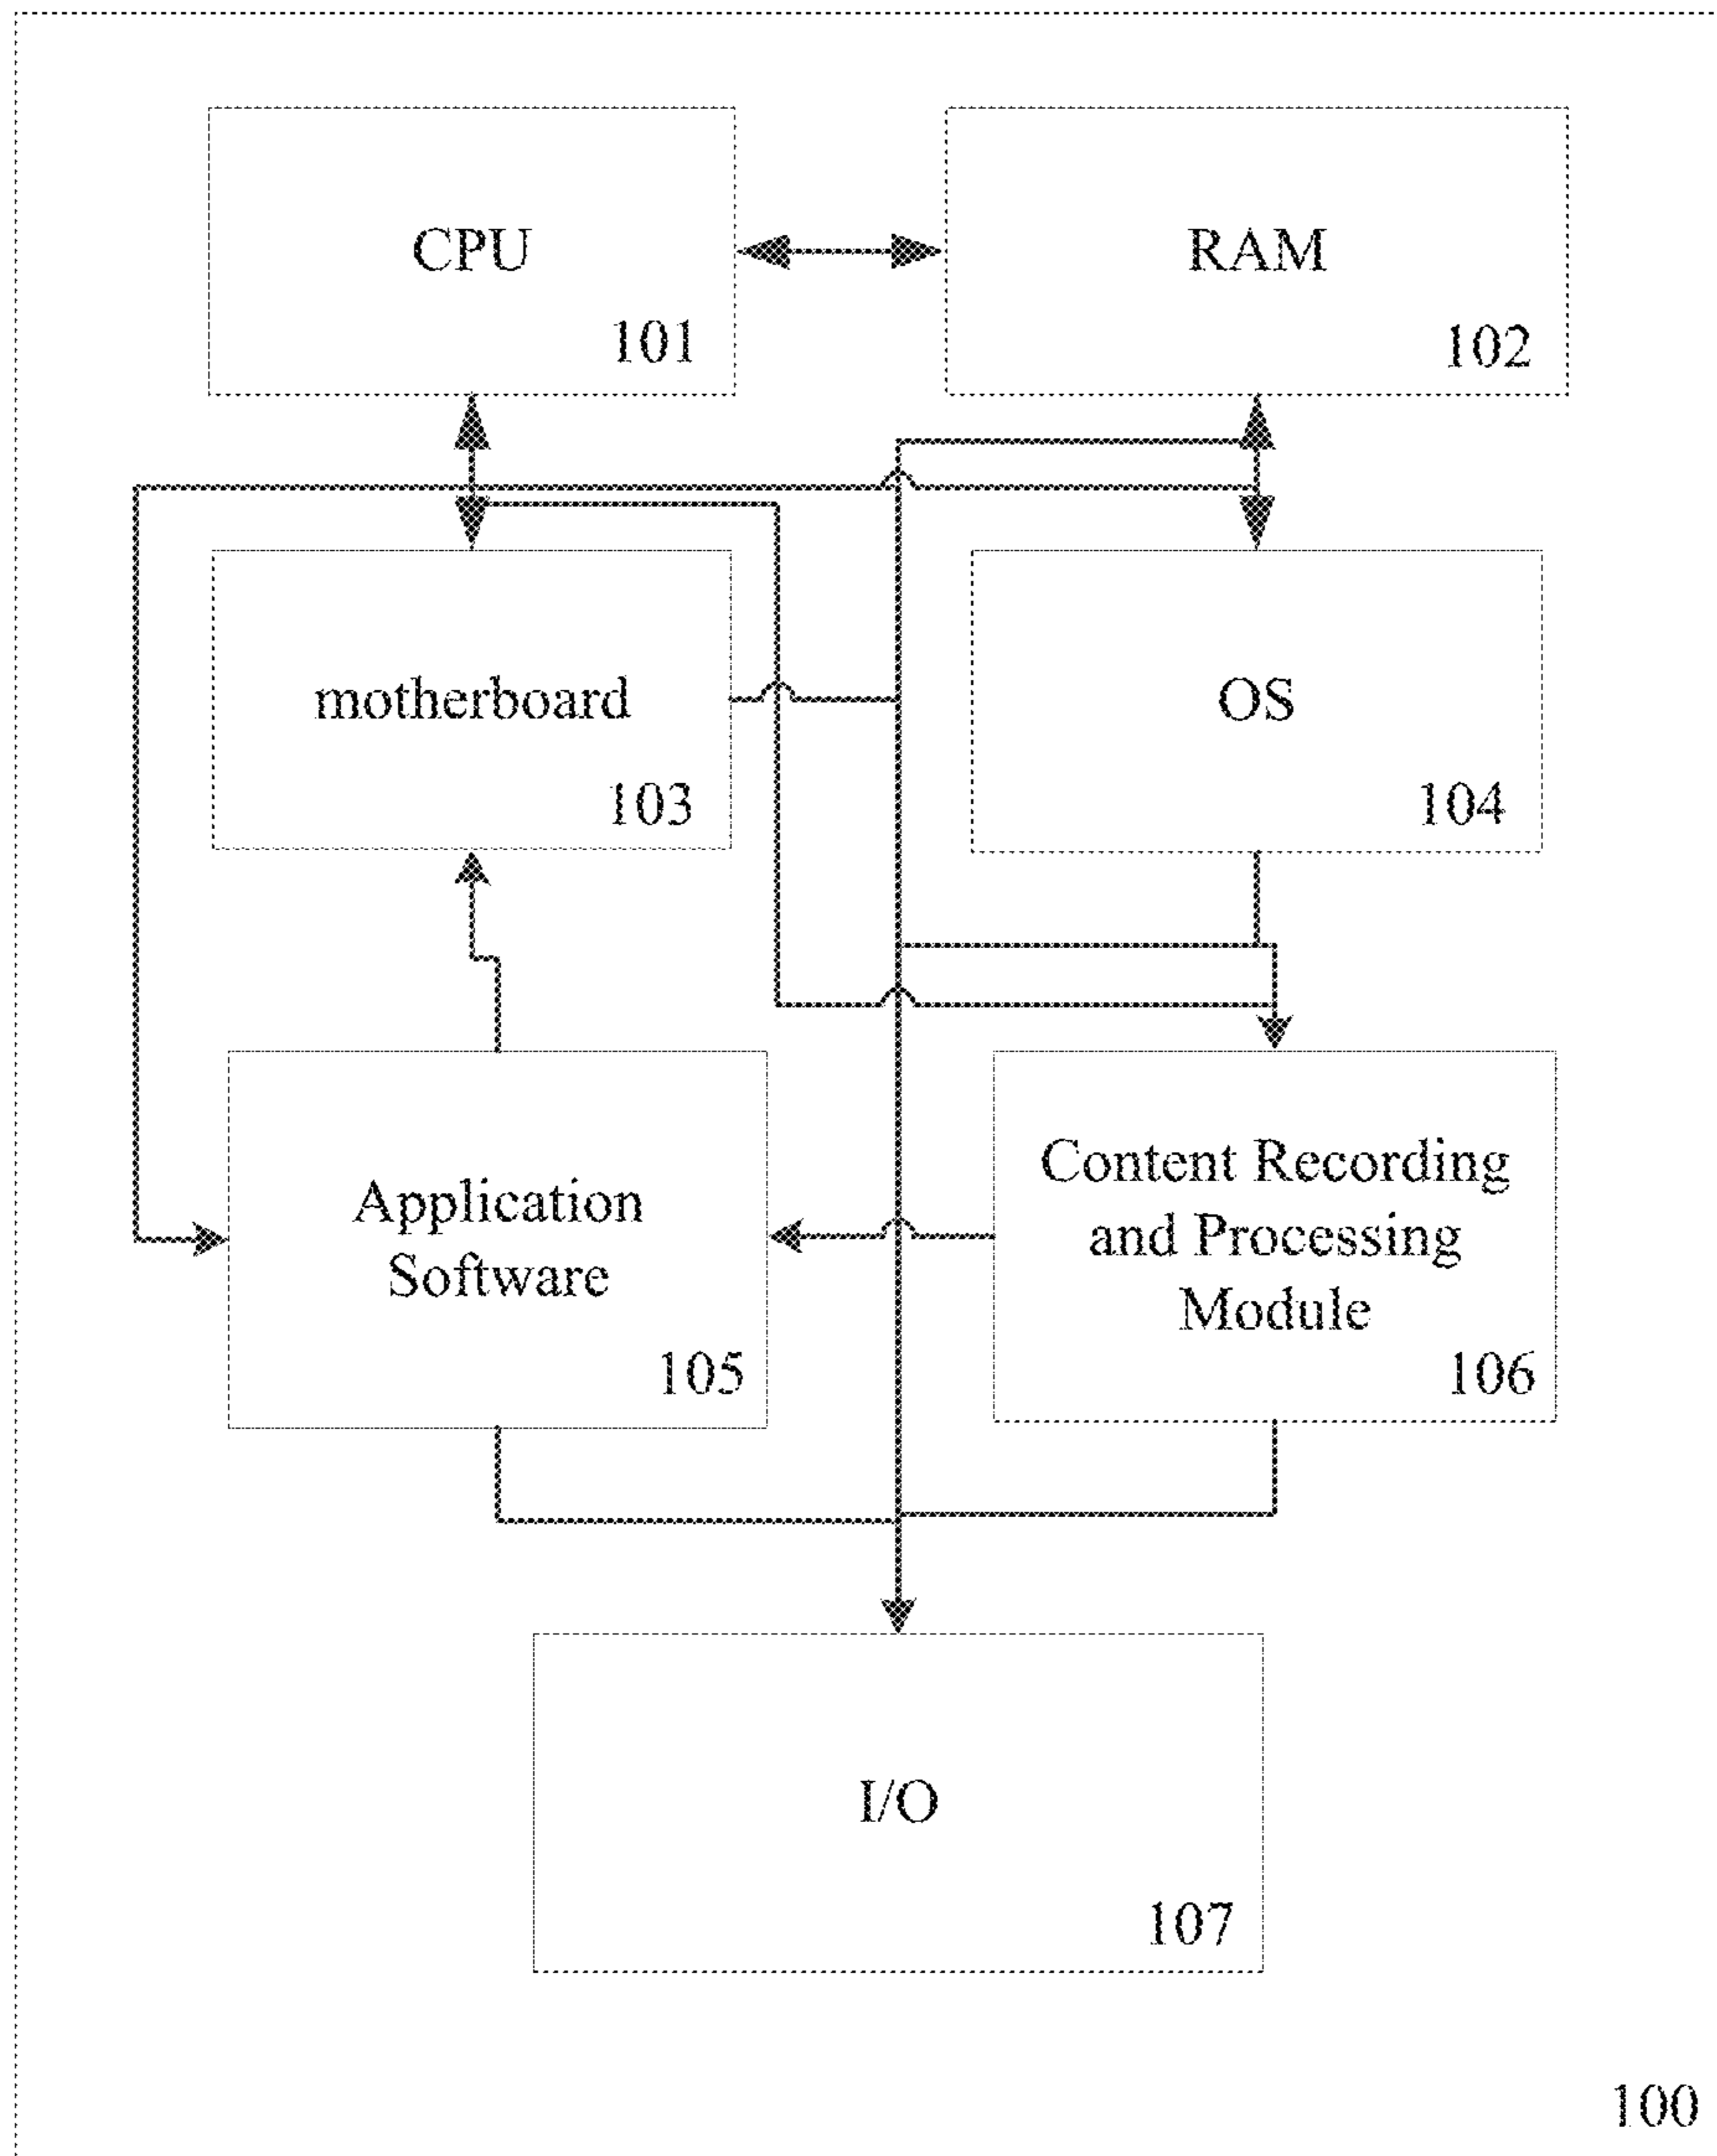 CPU
101
RAM
102
motherboard
103
OS
104
Application
Software
105
Content Recording
and Processing
Module
106
I/O
107
100